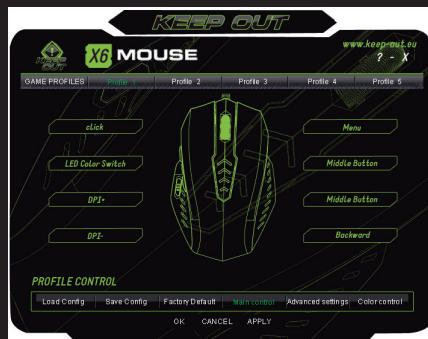 KEEP OUT
KEEP OUT
X6 MOUSE
www.keep-out.eu
? - X
GAME PROFILES Profile 1 Profile 2 Profile 3 Profile 4 Profile 5
click Menu
LED Color Switch Middle Button
DPI+ Middle Button
DPI- Backward
PROFILE CONTROL
Load Config Save Config Factory Default Main control Advanced settings Color control
OK CANCEL APPLY